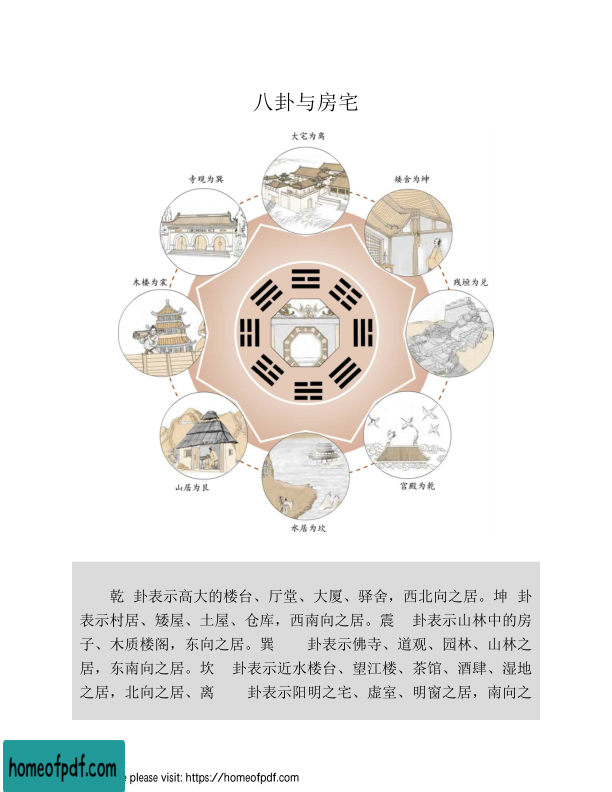 八卦与房宅
大宅为离
寺观为巽
矮舍为坤
木楼为震
残垣为兑
山居为艮
宫殿为乾
水居为坎
乾 卦表示高大的楼台、厅堂、大厦、驿舍，西北向之居。坤 卦
表示村居、矮屋、土屋、仓库，西南向之居。震 卦表示山林中的房
子、木质楼阁，东向之居。巽 卦表示佛寺、道观、园林、山林之
居，东南向之居。坎 卦表示近水楼台、望江楼、茶馆、酒肆、湿地
之居，北向之居、离 卦表示阳明之宅、虚室、明窗之居，南向之
homeofpdf.com
e please visit: https://homeofpdf.com